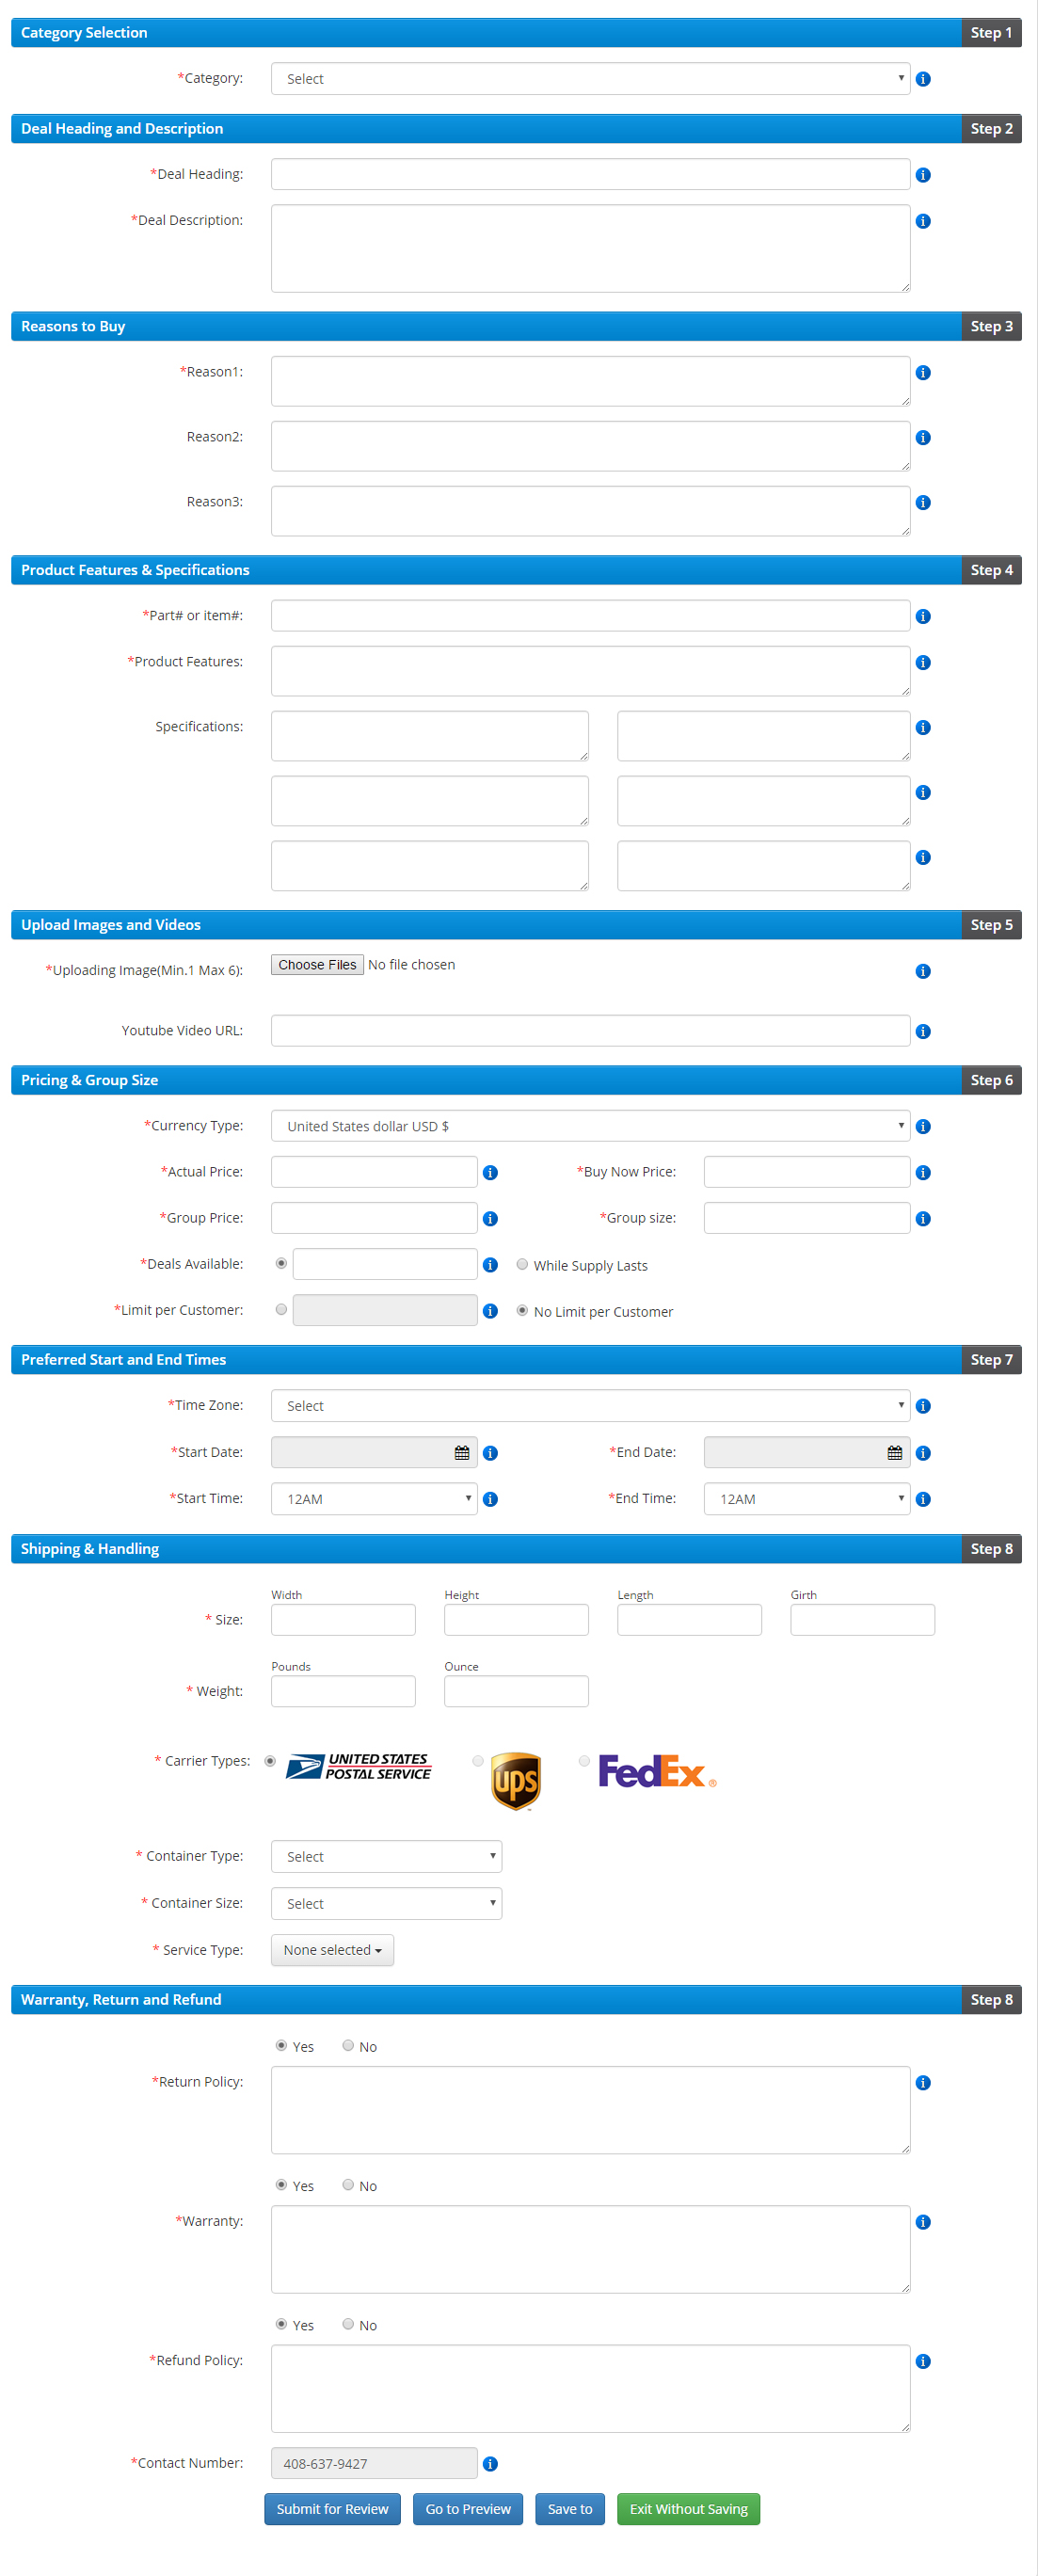 Category Selection Step 1
*Category: Select
Deal Heading and Description Step 2
*Deal Heading:
*Deal Description:
Reasons to Buy Step 3
*Reason1:
Reason2:
Reason3:
Product Features & Specifications Step 4
*Part# or item#:
*Product Features:
Specifications:
Upload Images and Videos Step 5
*Uploading Image(Min.1 Max 6): Choose Files No file chosen
Youtube Video URL:
Pricing & Group Size Step 6
*Currency Type: United States dollar USD $
*Actual Price: *Buy Now Price:
*Group Price: *Group size:
*Deals Available: While Supply Lasts
*Limit per Customer: No Limit per Customer
Preferred Start and End Times Step 7
*Time Zone: Select
*Start Date: *End Date:
*Start Time: 12AM *End Time: 12AM
Shipping & Handling Step 8
Width Height Length Girth
* Size:
Pounds Ounce
* Weight:
* Carrier Types: UNITED STATES POSTAL SERVICE ups FedEx ®
* Container Type: Select
* Container Size: Select
* Service Type: None selected
Warranty, Return and Refund Step 8
Yes No
*Return Policy:
Yes No
*Warranty:
Yes No
*Refund Policy:
*Contact Number: 408-637-9427
Submit for Review Go to Preview Save to Exit Without Saving